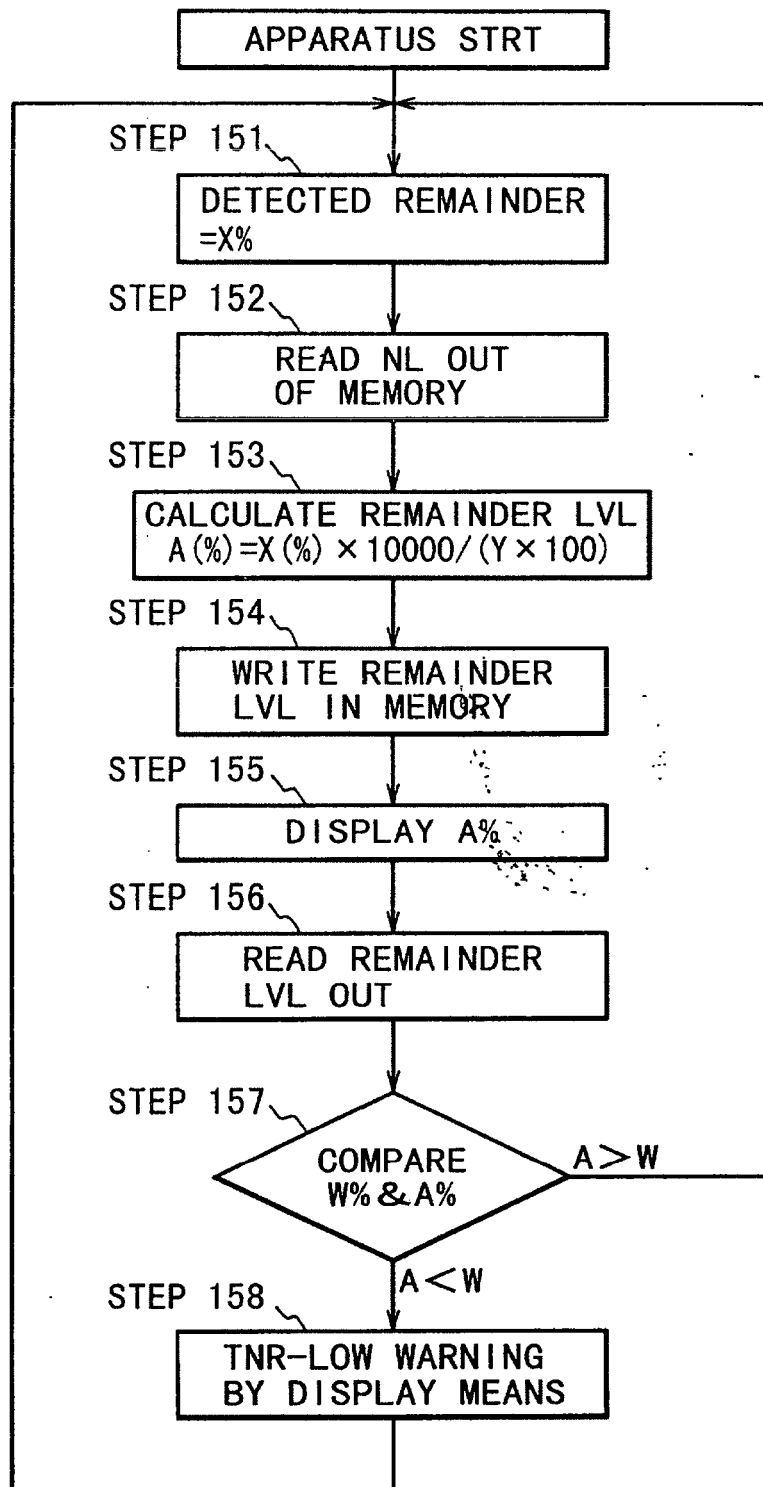 APPARATUS STRT
STEP 151
DETECTED REMAINDER
=X%
STEP 152
READ NL OUT
OF MEMORY
STEP 153
CALCULATE REMAINDER LVL
A(%)=X(%)×10000/(Y×100)
STEP 154
WRITE REMAINDER
LVL IN MEMORY
STEP 155
DISPLAY A%
STEP 156
READ REMAINDER
LVL OUT
STEP 157
COMPARE
W%&A%
A>W
A<W
STEP 158
TNR-LOW WARNING
BY DISPLAY MEANS